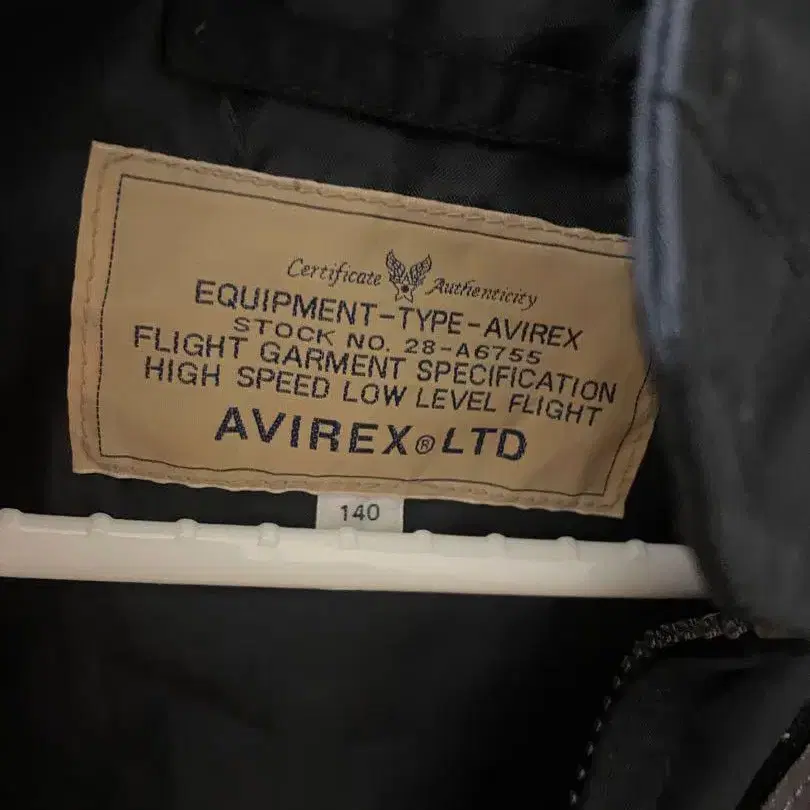 Certificate Authenticity
EQUIPMENT-TYPE-AVIREX
STOCK NO. 28-A6755
FLIGHT GARMENT SPECIFICATION
HIGH SPEED LOW LEVEL FLIGHT
AVIREX® LTD
140